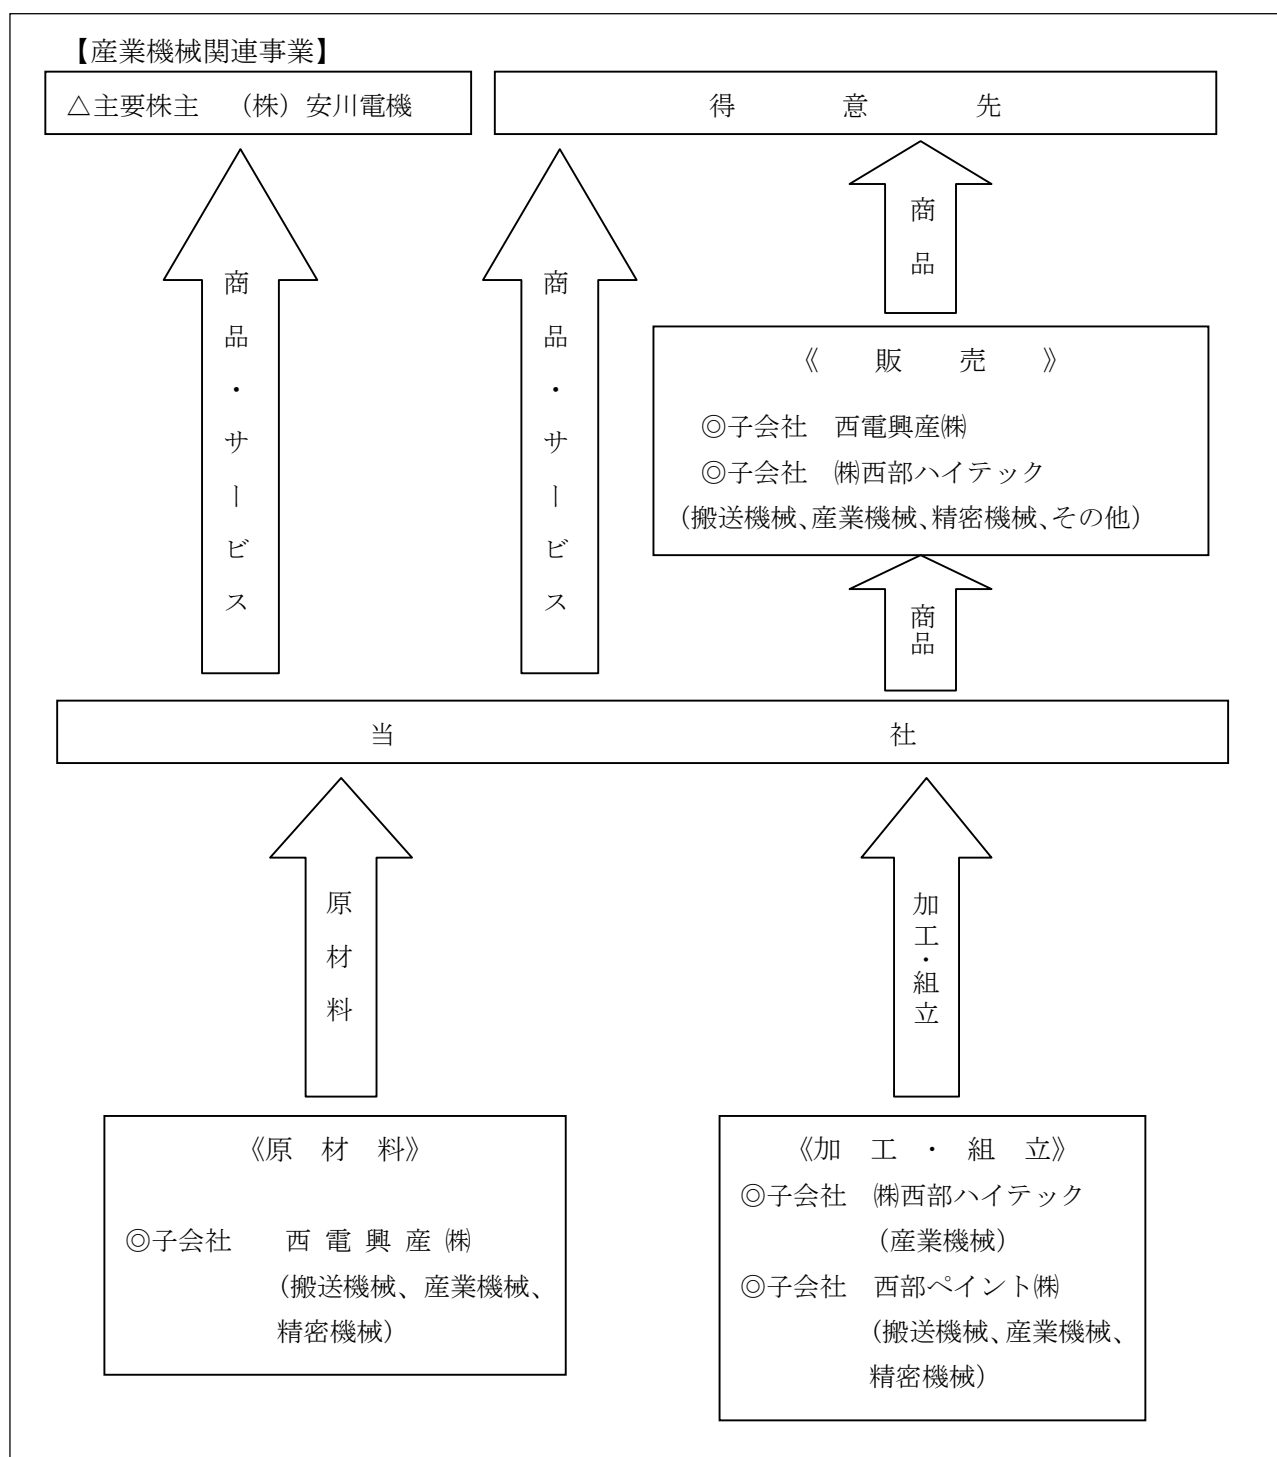 【産業機械関連事業】
△主要株主　（株）安川電機
得　意　先
商品・サービス
商品・サービス
商品
《　販　売　》
◎子会社　西電興産㈱
◎子会社　㈱西部ハイテック
（搬送機械、産業機械、精密機械、その他）
商品
当　社
原材料
加工・組立
《原　材　料》
◎子会社　西 電 興 産 ㈱
（搬送機械、産業機械、
精密機械）
《加　工　・　組　立》
◎子会社　㈱西部ハイテック
（産業機械）
◎子会社　西部ペイント㈱
（搬送機械、産業機械、
精密機械）